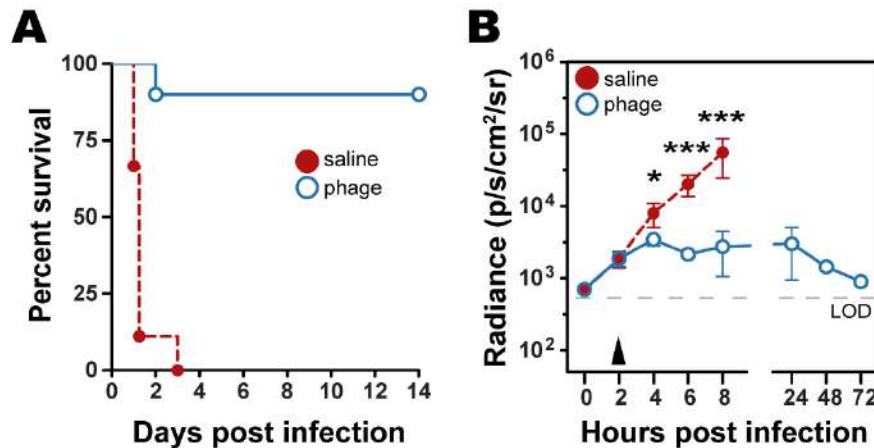 A
Percent survival
100
75
50
25
0
0 2 4 6 8 10 12 14
Days post infection
saline
phage
B
Radiance (p/s/cm²/sr)
10⁶
10⁵
10⁴
10³
10²
saline
phage
* *** ***
LOD
0 2 4 6 8 24 48 72
Hours post infection